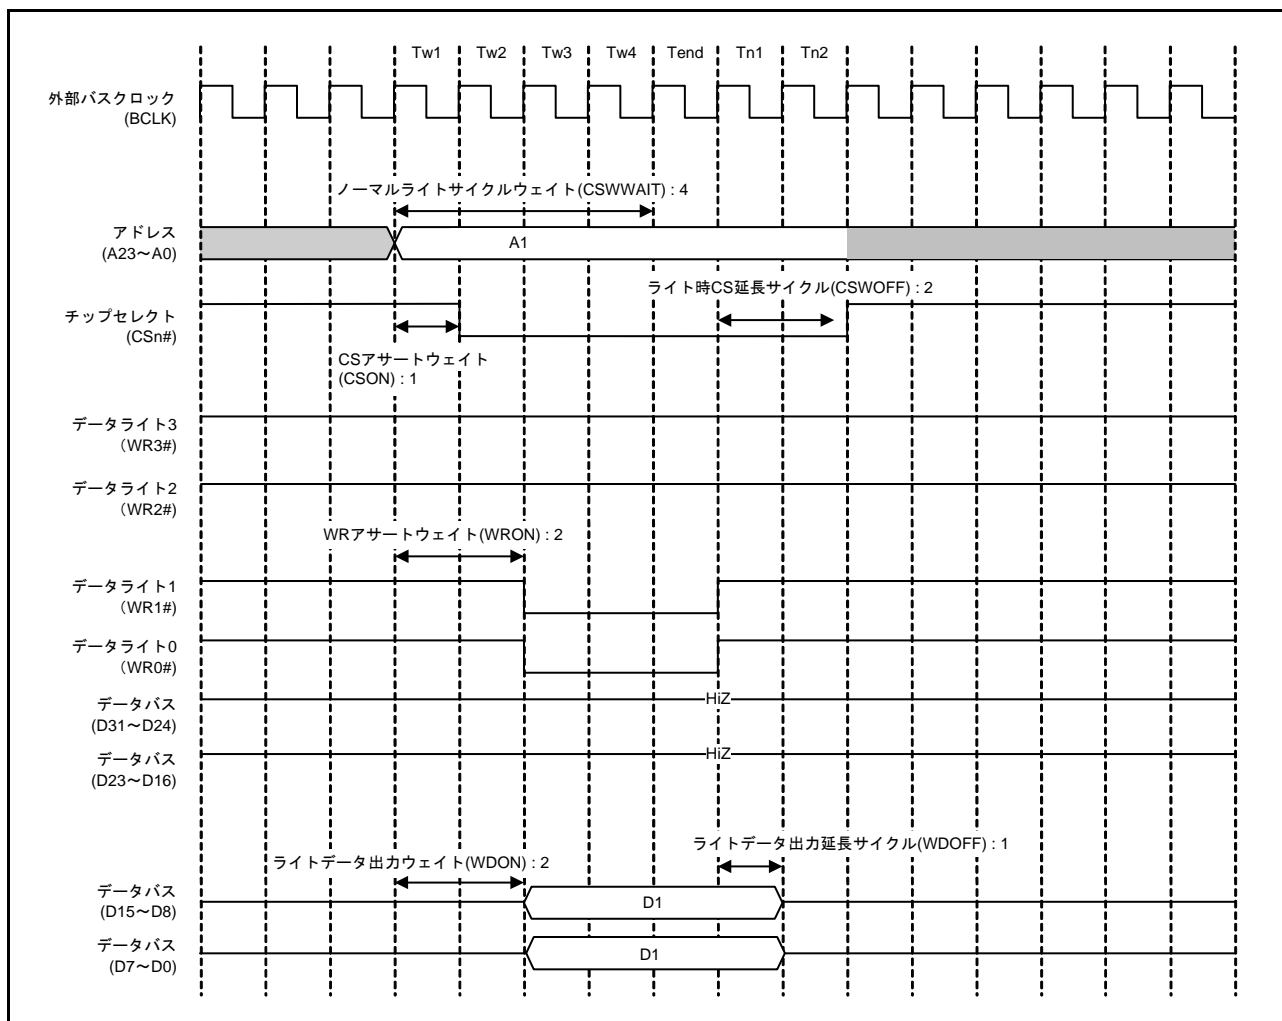 Tw1 Tw2 Tw3 Tw4 Tend Tn1 Tn2
外部バスクロック
(BCLK)
ノーマルライトサイクルウェイト(CSWWAIT) : 4
アドレス
(A23～A0)
A1
ライト時CS延長サイクル(CSWOFF) : 2
チップセレクト
(CSn#)
CSアサートウェイト
(CSON) : 1
データライト3
（WR3#)
データライト2
（WR2#)
WRアサートウェイト(WRON) : 2
データライト1
（WR1#)
データライト0
（WR0#)
データバス
(D31～D24)
HiZ
データバス
(D23～D16)
HiZ
ライトデータ出力延長サイクル(WDOFF) : 1
ライトデータ出力ウェイト(WDON) : 2
データバス
(D15～D8)
D1
データバス
(D7～D0)
D1